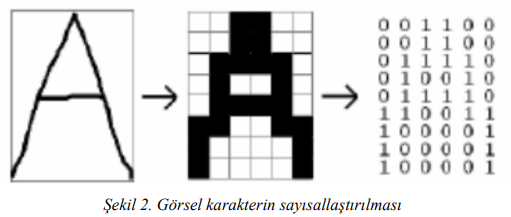 A
0 0 1 1 0 0
0 0 1 1 0 0
0 1 1 1 1 0
0 1 0 0 1 0
0 1 1 1 1 0
1 1 0 0 1 1
1 0 0 0 0 1
1 0 0 0 0 1
1 0 0 0 0 1
Şekil 2. Görsel karakterin sayısallaştırılması